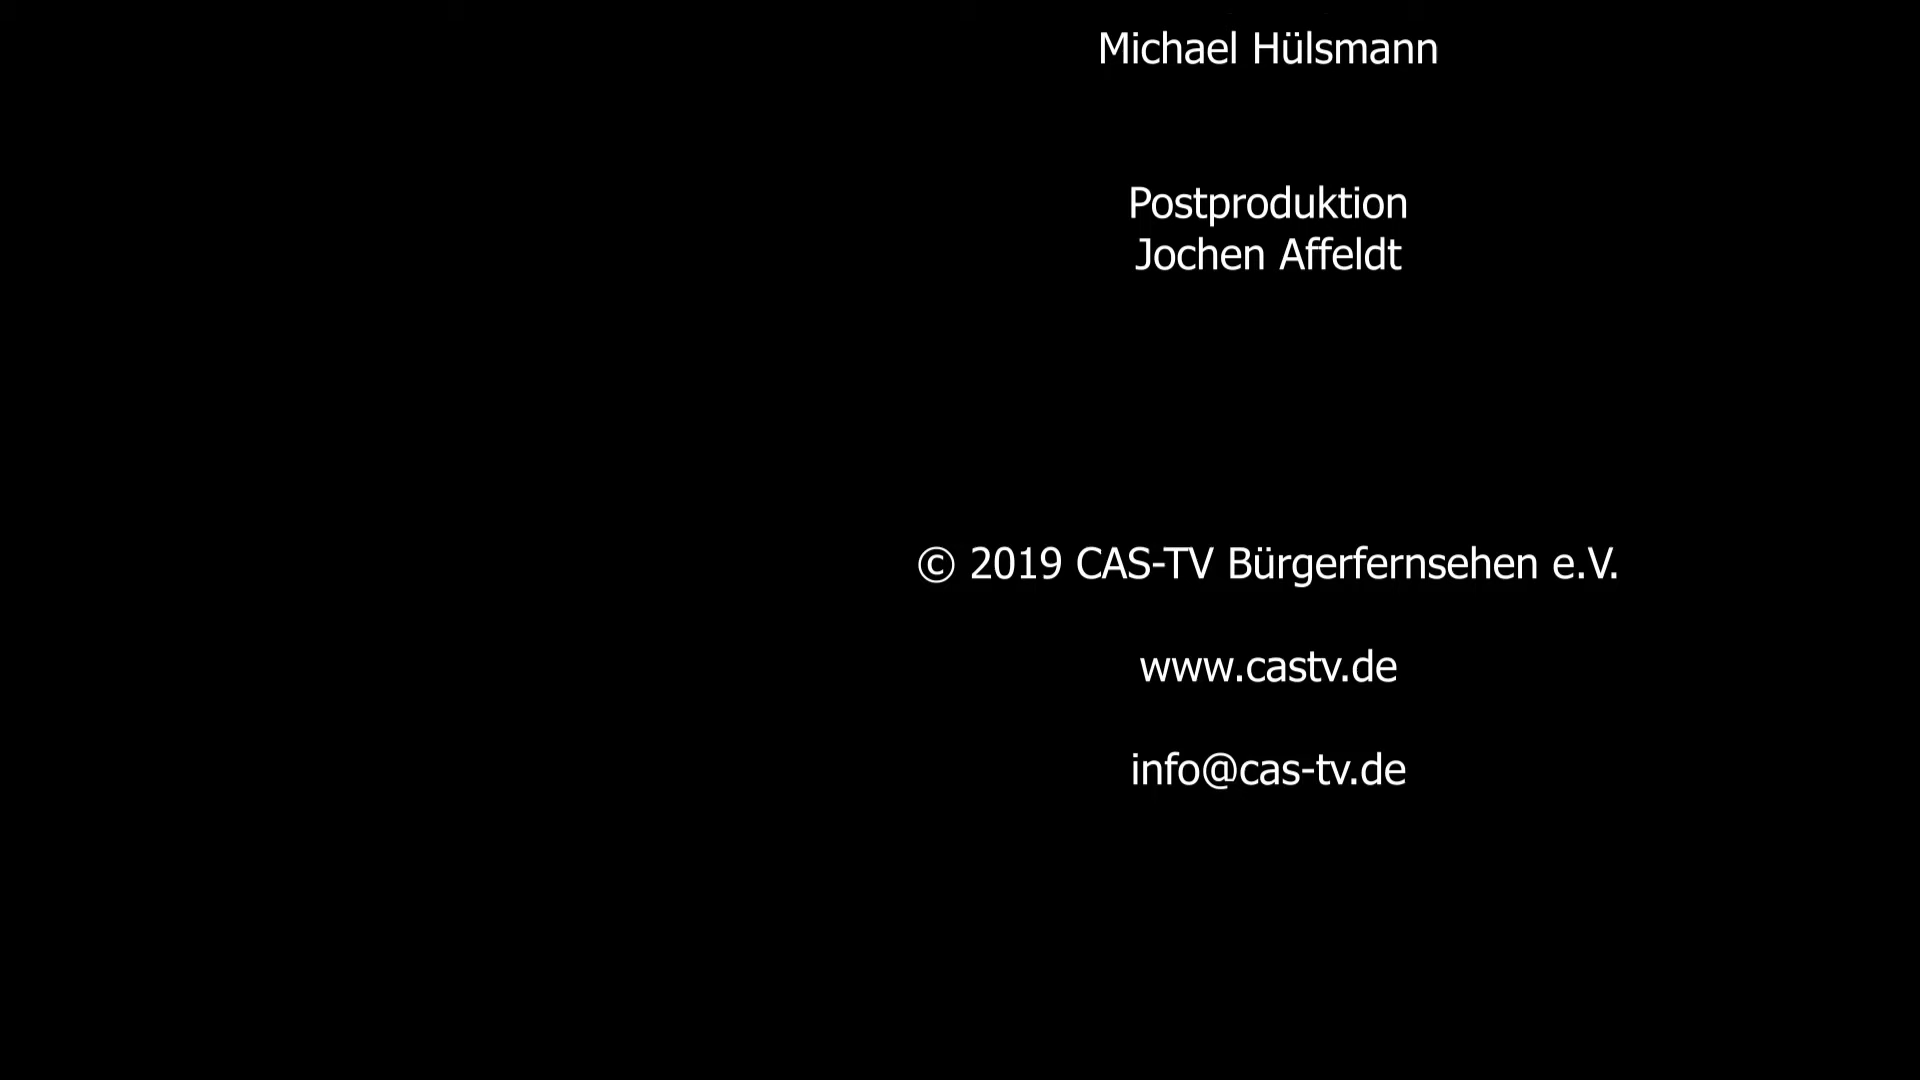 Michael Hülsmann
Postproduktion
Jochen Affeldt
© 2019 CAS-TV Bürgerfernsehen e.V.
www.castv.de
info@cas-tv.de